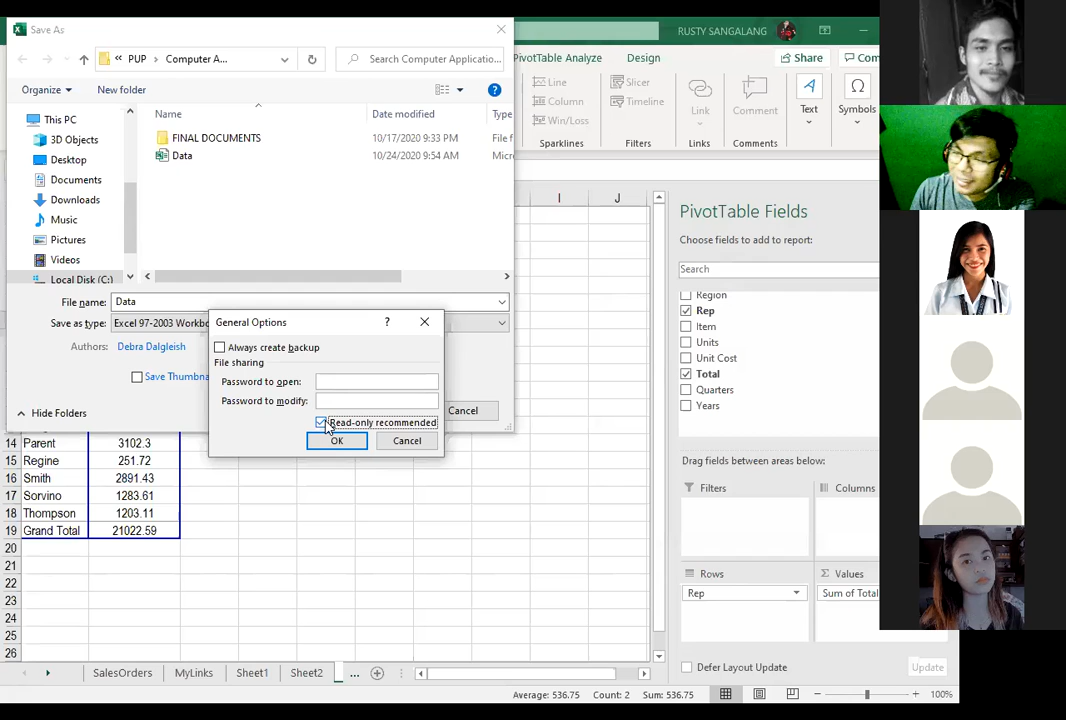 Save As
RUSTY SANGALANG
PUP
Computer A...
Search Computer Applicatio...
PivotTable Analyze
Design
Share
Com
Organize
New folder
Line
Column
Win/Loss
Slicer
Timeline
Link
Comment
Text
Symbols
Sparklines
Filters
Links
Comments
Name
Date modified
Type
This PC
3D Objects
Desktop
Documents
Downloads
Music
Pictures
Videos
Local Disk (C:)
FINAL DOCUMENTS
10/17/2020 9:33 PM
File f
Data
10/24/2020 9:54 AM
Micro
I
J
PivotTable Fields
Choose fields to add to report:
Search
Region
Rep
Item
Units
Unit Cost
Total
Quarters
Years
File name:
Data
Save as type:
Excel 97-2003 Workbo
Authors:
Debra Dalgleish
Save Thumbna
Hide Folders
Cancel
General Options
?
Always create backup
File sharing
Password to open:
Password to modify:
Read-only recommended
OK
Cancel
14 Parent 3102.3
15 Regine 251.72
16 Smith 2891.43
17 Sorvino 1283.61
18 Thompson 1203.11
19 Grand Total 21022.59
20
21
22
23
24
25
26
Drag fields between areas below:
Filters
Columns
Rows
Values
Rep
Sum of Total
Defer Layout Update
Update
SalesOrders
MyLinks
Sheet1
Sheet2
...
Average: 536.75
Count: 2
Sum: 536.75
100%